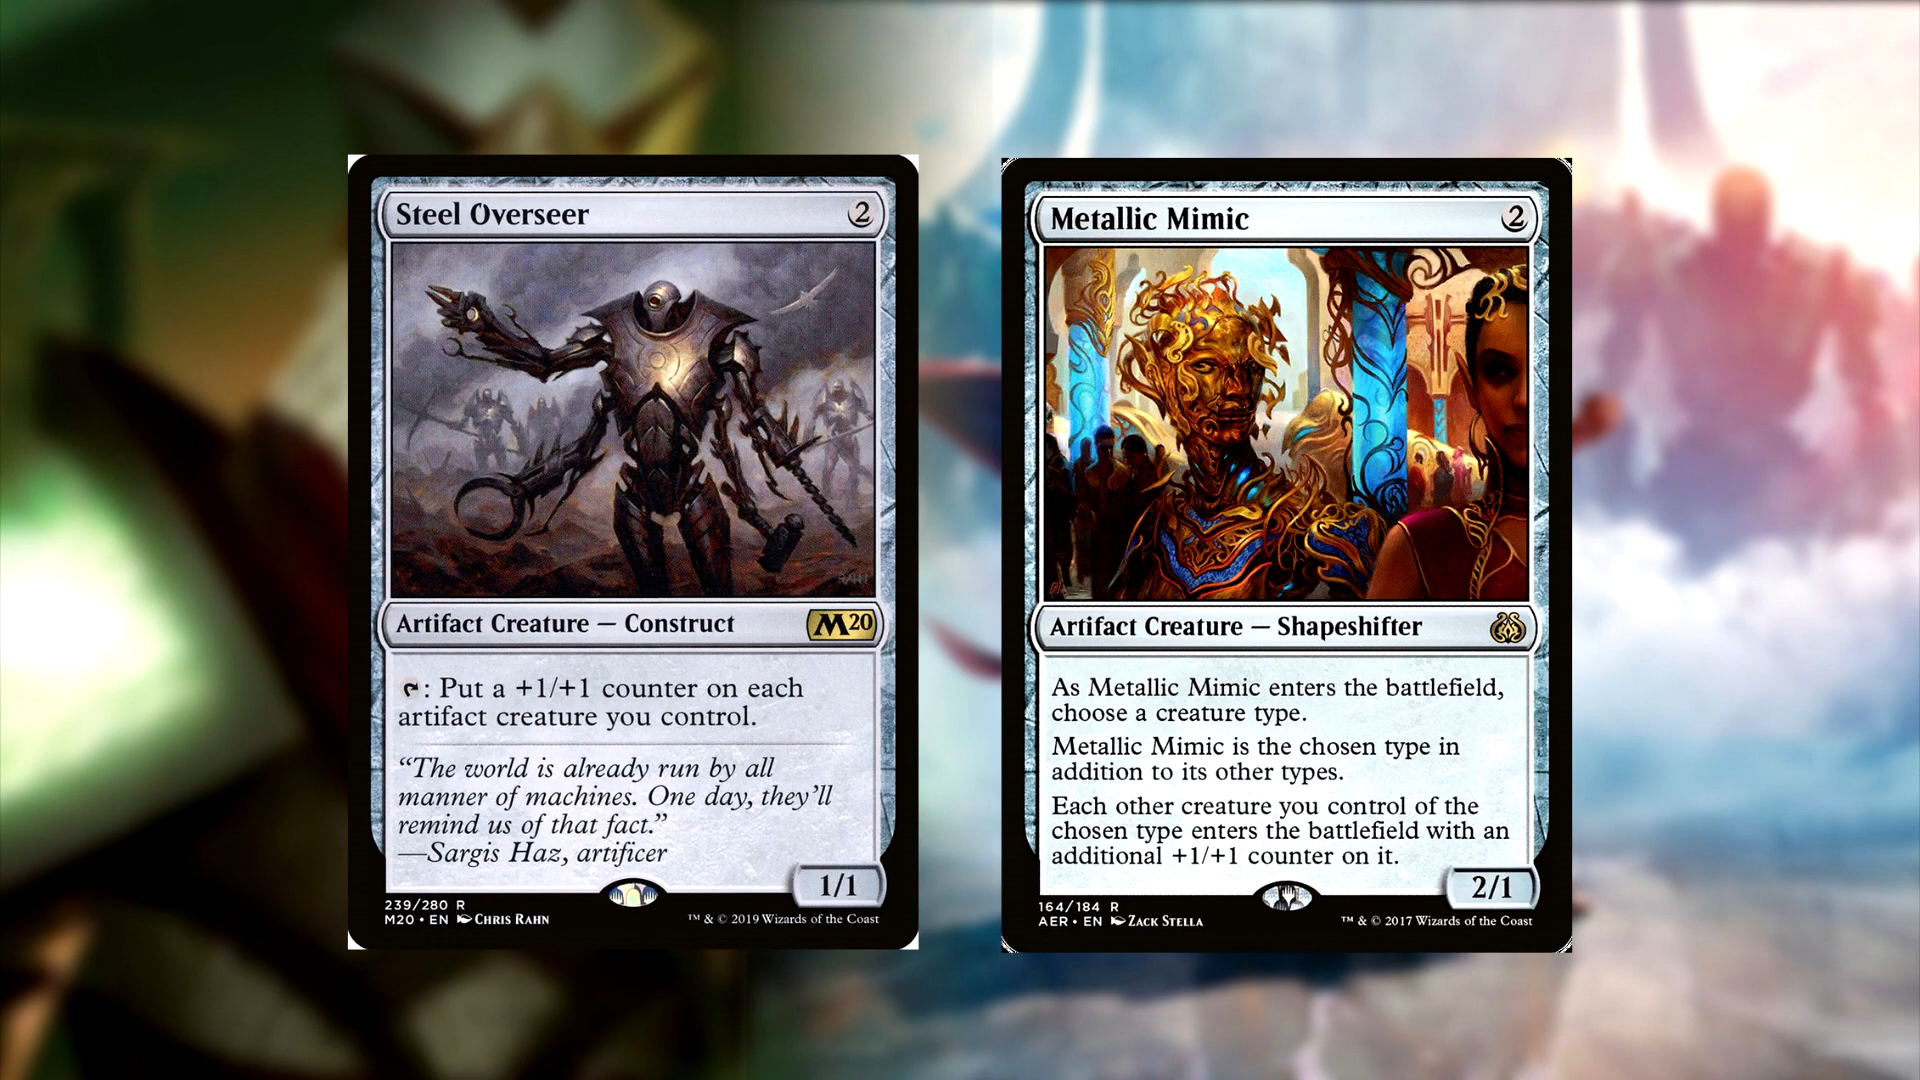 Steel Overseer 2
Artifact Creature — Construct M20
: Put a +1/+1 counter on each
artifact creature you control.
“The world is already run by all
manner of machines. One day, they’ll
remind us of that fact.”
—Sargis Haz, artificer
1/1
239/280 R
M20 • EN Chris Rahn
™ & © 2019 Wizards of the Coast
Metallic Mimic 2
Artifact Creature — Shapeshifter
As Metallic Mimic enters the battlefield,
choose a creature type.
Metallic Mimic is the chosen type in
addition to its other types.
Each other creature you control of the
chosen type enters the battlefield with an
additional +1/+1 counter on it.
2/1
164/184 R
AER • EN Zack Stella
™ & © 2017 Wizards of the Coast